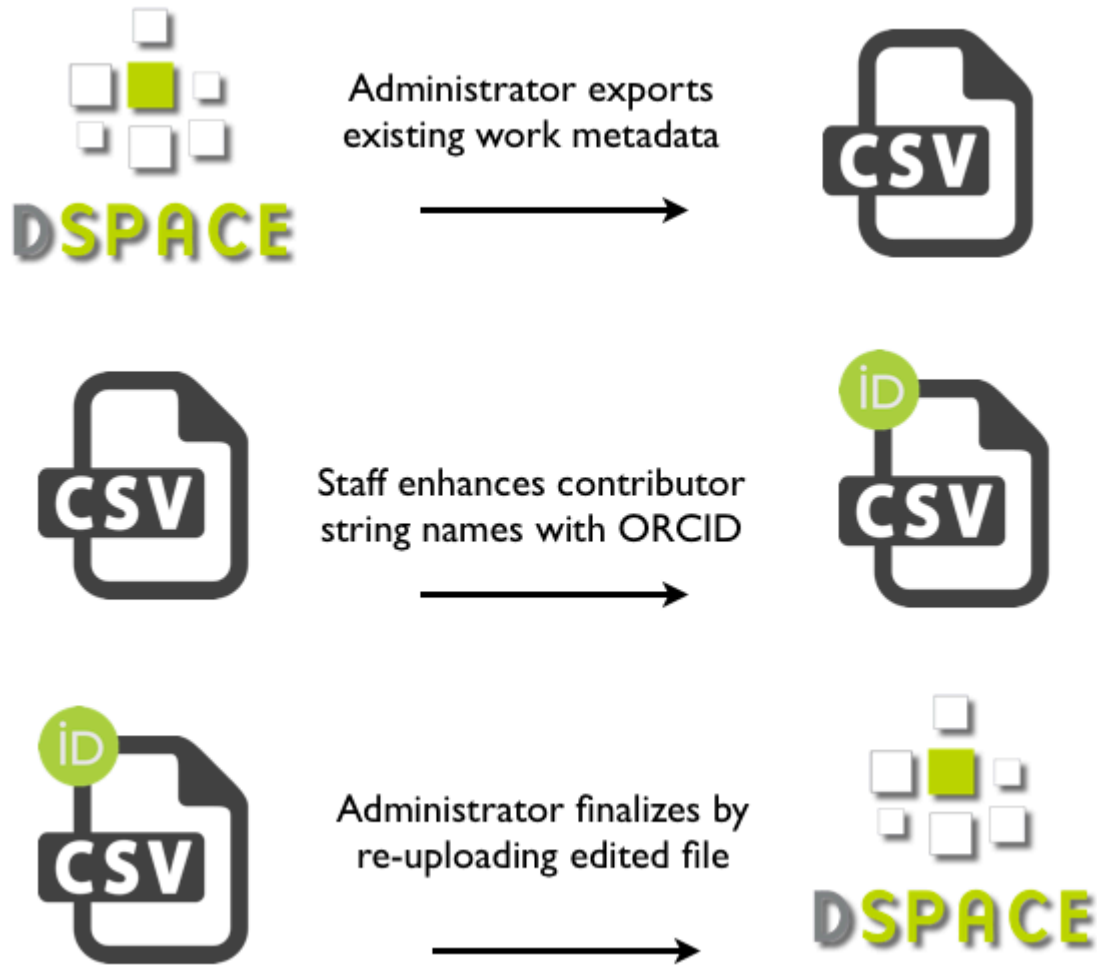 Administrator exports
existing work metadata
CSV
DSPACE
CSV
Staff enhances contributor
string names with ORCID
iD
CSV
iD
CSV
Administrator finalizes by
re-uploading edited file
DSPACE